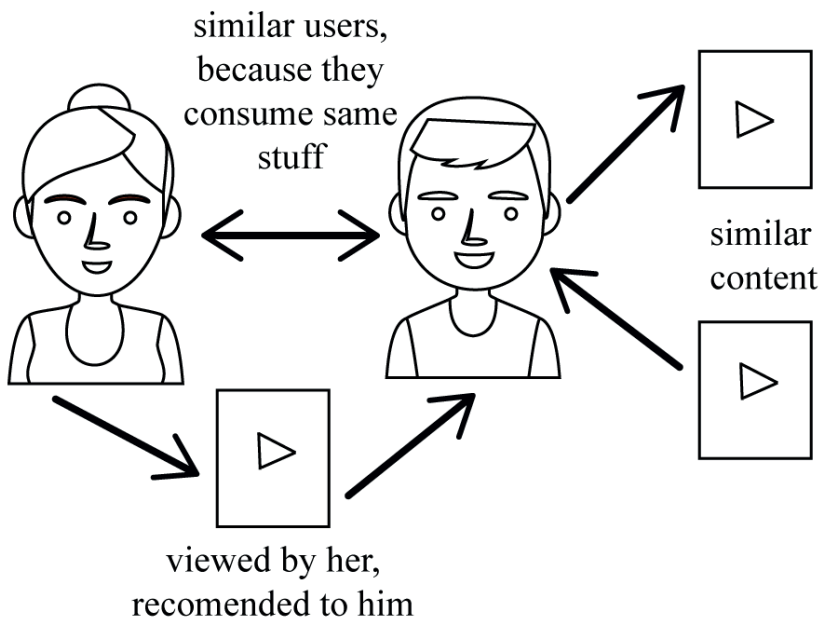 similar users,
because they
consume same
stuff
similar
content
viewed by her,
recomended to him